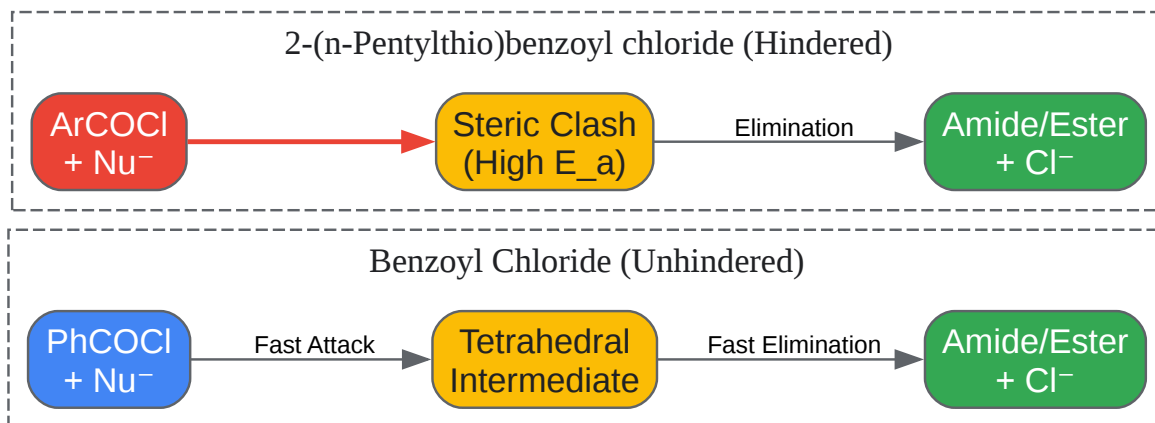 2-(n-Pentylthio)benzoyl chloride (Hindered)
ArCOCl
+ Nu⁻
Steric Clash
(High E_a)
Elimination
Amide/Ester
+ Cl⁻
Benzoyl Chloride (Unhindered)
PhCOCl
+ Nu⁻
Fast Attack
Tetrahedral
Intermediate
Fast Elimination
Amide/Ester
+ Cl⁻